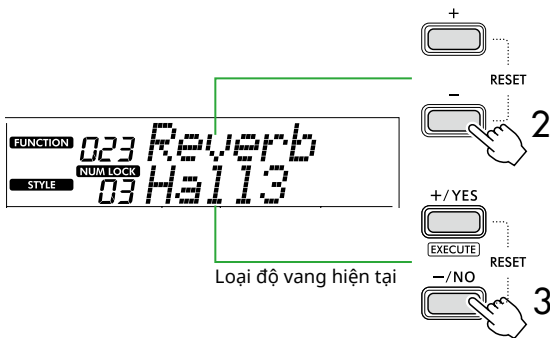 +
RESET
-
2
FUNCTION 023 Reverb
NUM LOCK
STYLE 03 Hall3
+/YES
EXECUTE
RESET
Loại độ vang hiện tại
−/NO
3